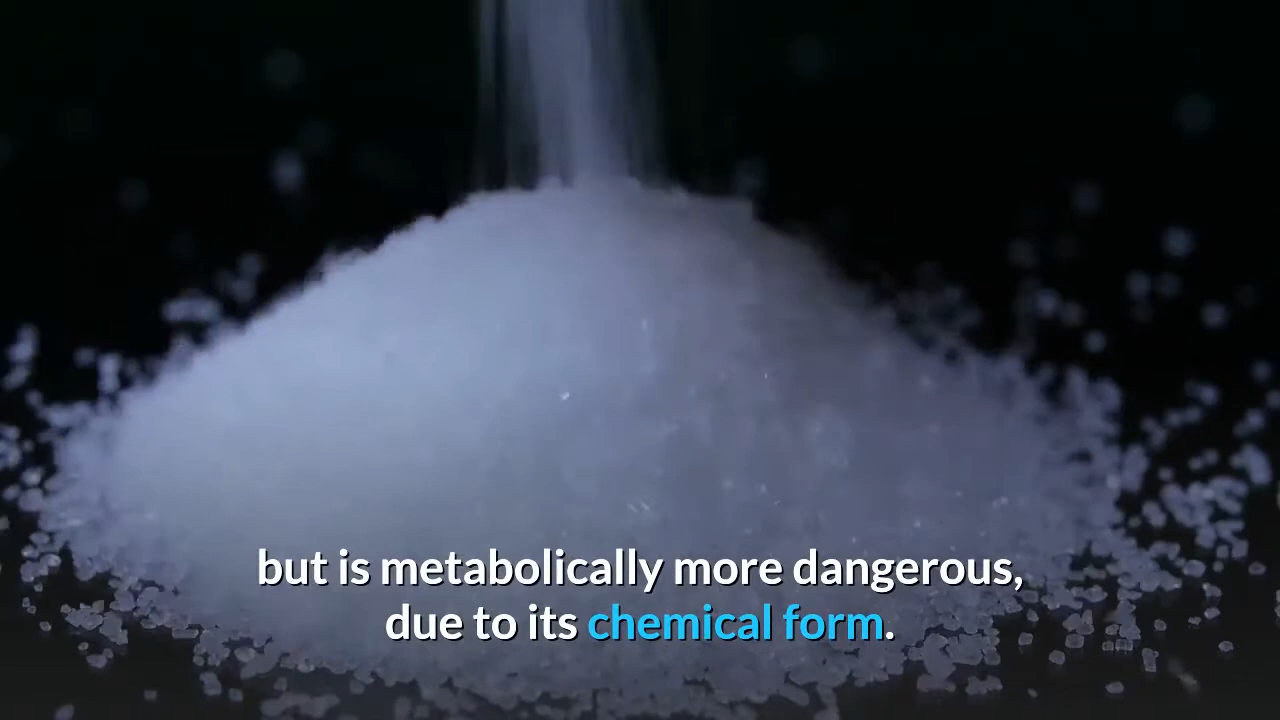 but is metabolically more dangerous,
due to its chemical form.